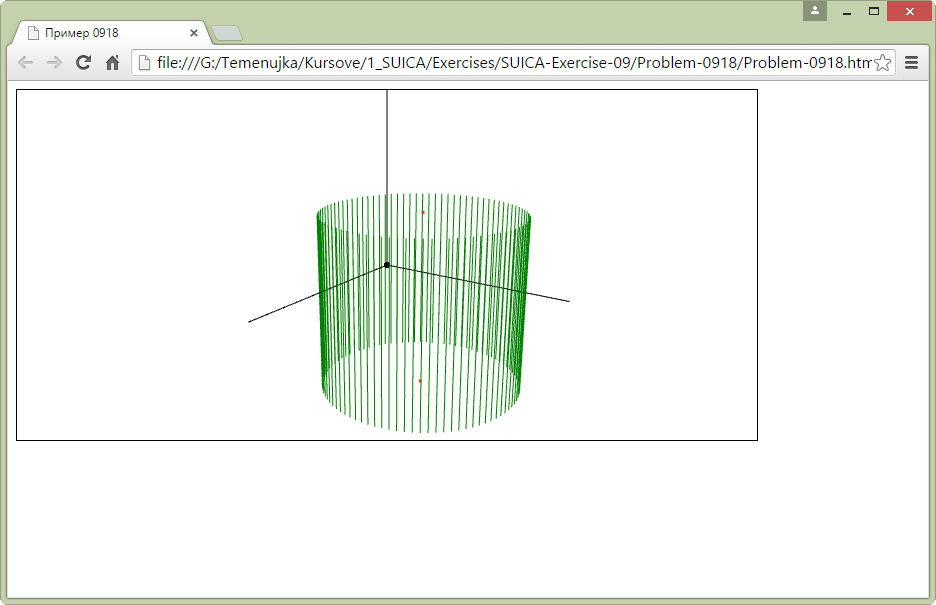 Пример 0918
file:///G:/Temenujka/Kursove/1_SUICA/Exercises/SUICA-Exercise-09/Problem-0918/Problem-0918.htm